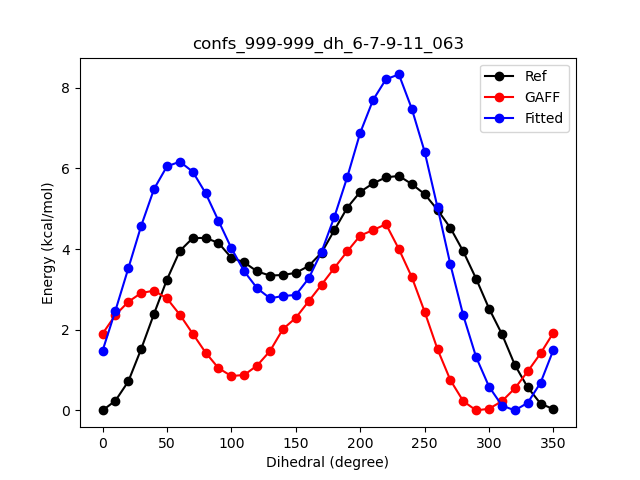 confs_999-999_dh_6-7-9-11_063
Ref
GAFF
Fitted
Energy (kcal/mol)
8
6
4
2
0
0 50 100 150 200 250 300 350
Dihedral (degree)